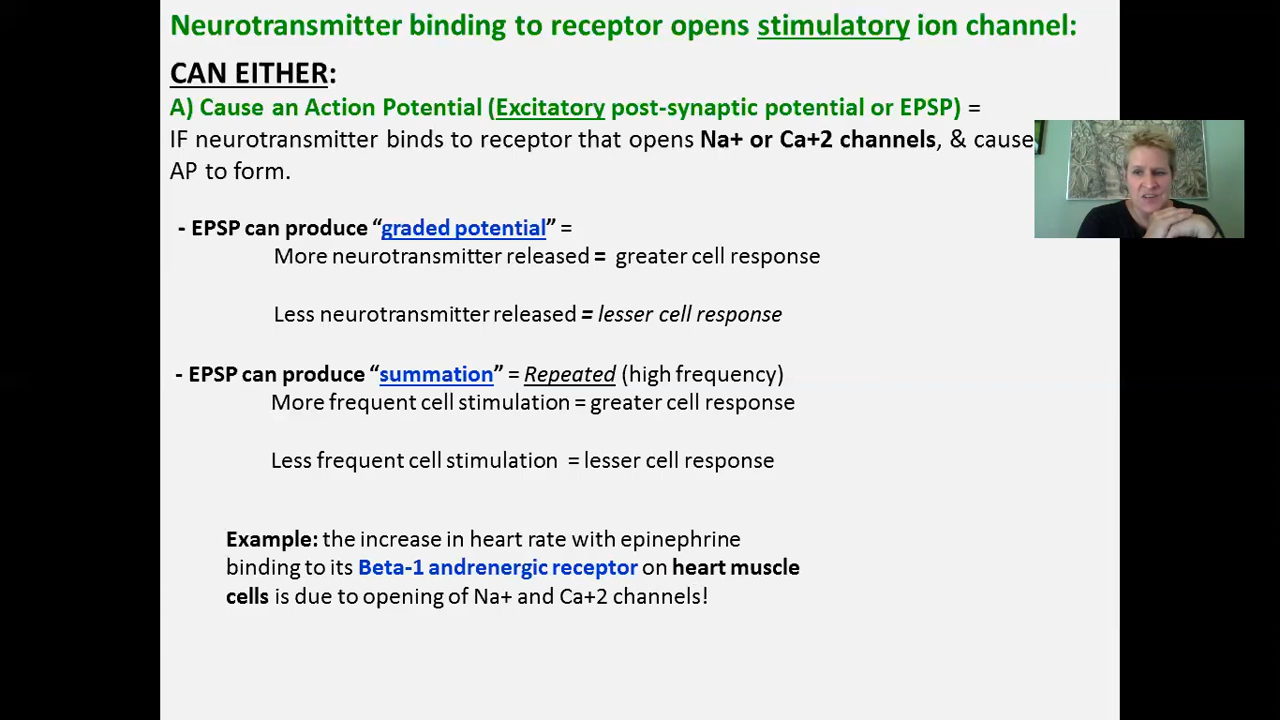 Neurotransmitter binding to receptor opens stimulatory ion channel:
CAN EITHER:
A) Cause an Action Potential (Excitatory post-synaptic potential or EPSP) =
IF neurotransmitter binds to receptor that opens Na+ or Ca+2 channels, & cause
AP to form.
- EPSP can produce “graded potential” =
More neurotransmitter released = greater cell response
Less neurotransmitter released = lesser cell response
- EPSP can produce “summation” = Repeated (high frequency)
More frequent cell stimulation = greater cell response
Less frequent cell stimulation = lesser cell response
Example: the increase in heart rate with epinephrine
binding to its Beta-1 andrenergic receptor on heart muscle
cells is due to opening of Na+ and Ca+2 channels!